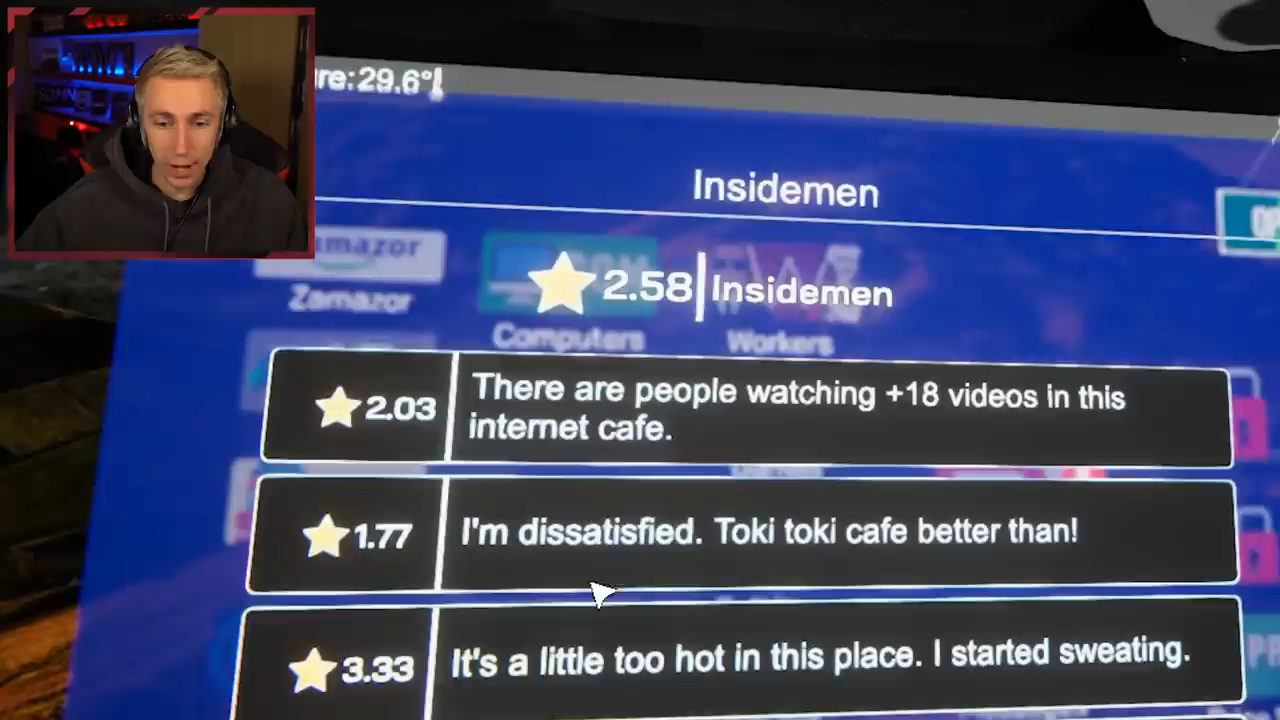 re:29.6°
Insidemen
OP
amazor
Zamazor
2.58 Insidemen
Computers
Workers
2.03
There are people watching +18 videos in this
internet cafe.
1.77
I'm dissatisfied. Toki toki cafe better than!
3.33
It's a little too hot in this place. I started sweating.
PR